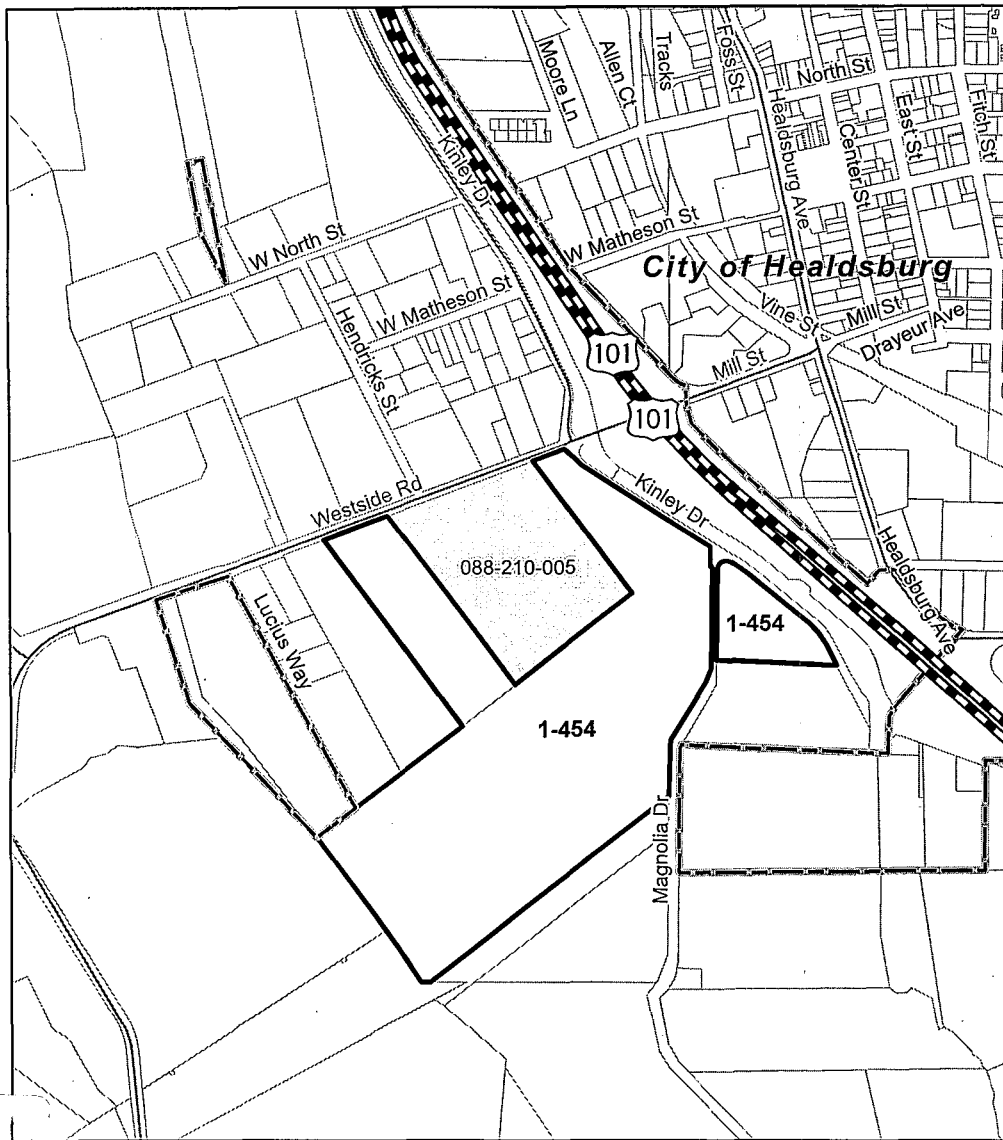 Moore Ln
Allen Ct
Tracks
Foss St
Healdsburg Ave
North St
Center St
East St
Fitch St
Kinley Dr
W North St
W Matheson St
W Matheson St
City of Healdsburg
Hendricks St
Vine St
Mill St
Drayeur Ave
101
Mill St
101
Westside Rd
Kinley Dr
088-210-005
Healdsburg Ave
Lucius Way
1-454
1-454
Magnolia Dr